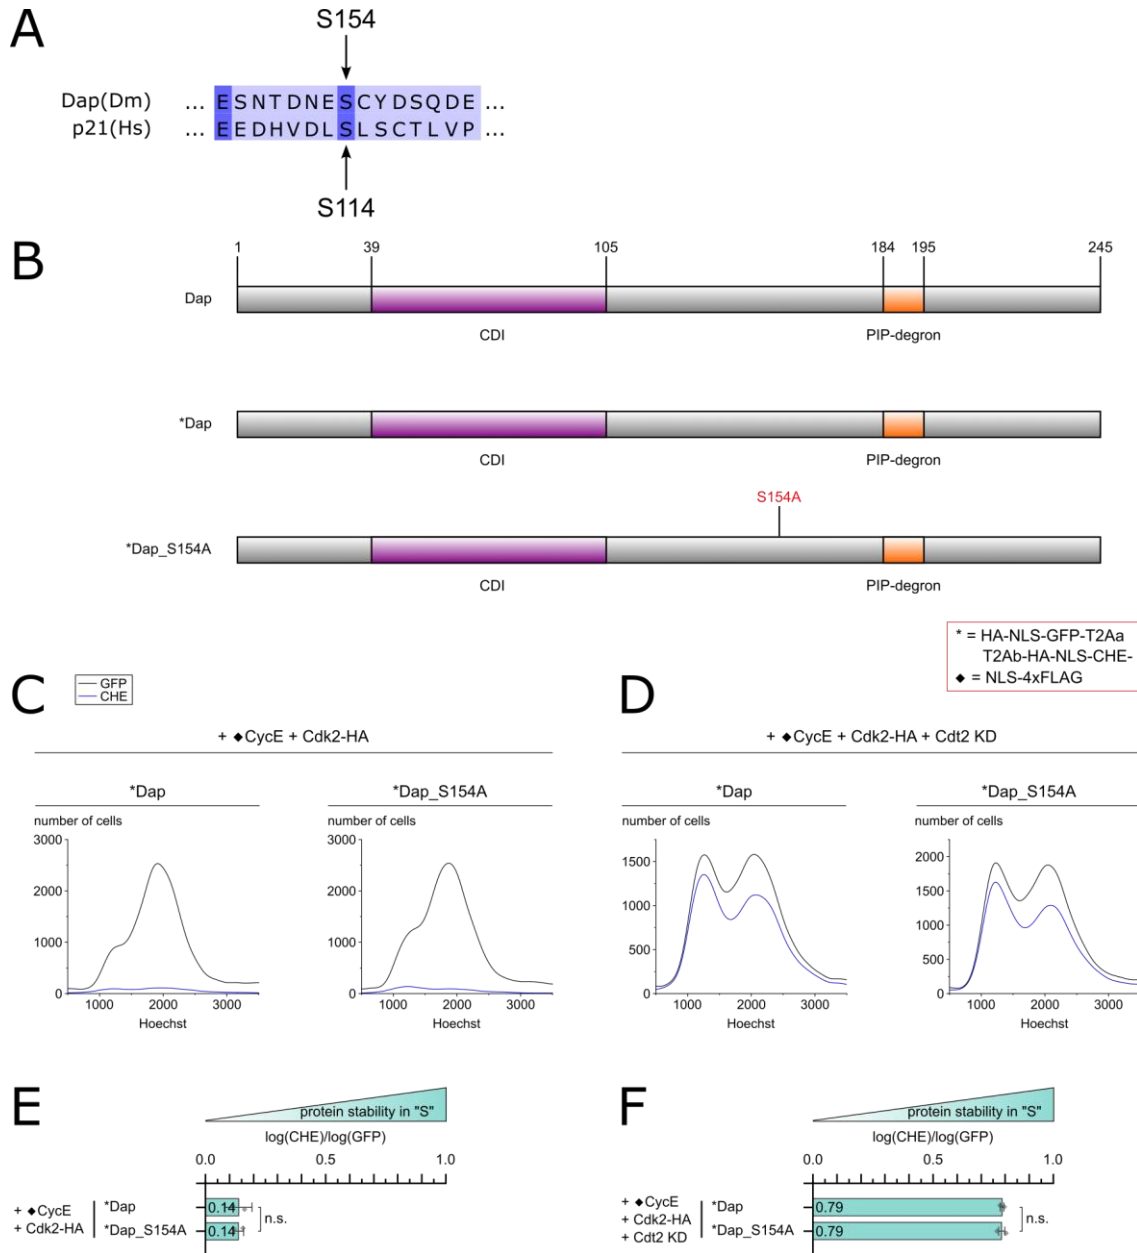 A
S154
Dap(Dm) ... E S N T D N E S C Y D S Q D E ...
p21(Hs) ... E E D H V D L S L S C T L V P ...
S114
B
1 39 105 184 195 245
Dap
CDI PIP-degron
*Dap
CDI PIP-degron
S154A
*Dap_S154A
CDI PIP-degron
* = HA-NLS-GFP-T2Aa
T2Ab-HA-NLS-CHE-
◆ = NLS-4xFLAG
C
GFP
CHE
+ ◆CycE + Cdk2-HA
*Dap *Dap_S154A
number of cells number of cells
3000 3000
2000 2000
1000 1000
0 0
1000 2000 3000 1000 2000 3000
Hoechst Hoechst
D
+ ◆CycE + Cdk2-HA + Cdt2 KD
*Dap *Dap_S154A
number of cells number of cells
1500 2000
1000 1500
500 1000
0 500
0
1000 2000 3000 1000 2000 3000
Hoechst Hoechst
E
protein stability in "S"
log(CHE)/log(GFP)
0.0 0.5 1.0
+ ◆CycE
+ Cdk2-HA
*Dap 0.14
*Dap_S154A 0.14
n.s.
F
protein stability in "S"
log(CHE)/log(GFP)
0.0 0.5 1.0
+ ◆CycE
+ Cdk2-HA
+ Cdt2 KD
*Dap 0.79
*Dap_S154A 0.79
n.s.